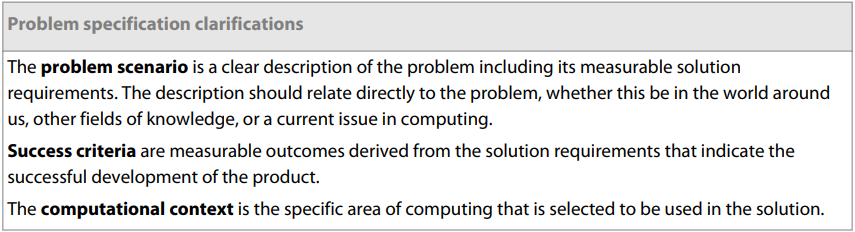 Problem specification clarifications
The problem scenario is a clear description of the problem including its measurable solution
requirements. The description should relate directly to the problem, whether this be in the world around
us, other fields of knowledge, or a current issue in computing.
Success criteria are measurable outcomes derived from the solution requirements that indicate the
successful development of the product.
The computational context is the specific area of computing that is selected to be used in the solution.